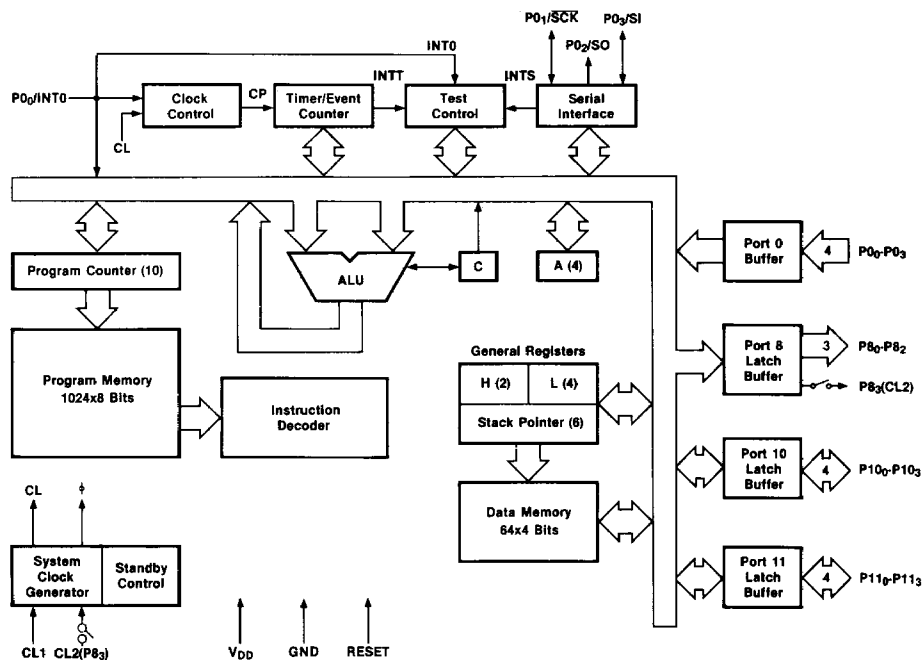 P0₁/SCK
P0₃/SI
P0₂/SO
INT0
P0₀/INT0
Clock
Control
CP
Timer/Event
Counter
INTT
Test
Control
INTS
Serial
Interface
CL
Program Counter (10)
ALU
C
A (4)
Port 0
Buffer
4
P0₀-P0₃
Program Memory
1024x8 Bits
Instruction
Decoder
General Registers
H (2)
L (4)
Stack Pointer (6)
Port 8
Latch
Buffer
3
P8₀-P8₂
P8₃(CL2)
Data Memory
64x4 Bits
Port 10
Latch
Buffer
4
P10₀-P10₃
CL
ϕ
System
Clock
Generator
Standby
Control
Port 11
Latch
Buffer
4
P11₀-P11₃
CL1
CL2(P8₃)
VDD
GND
RESET